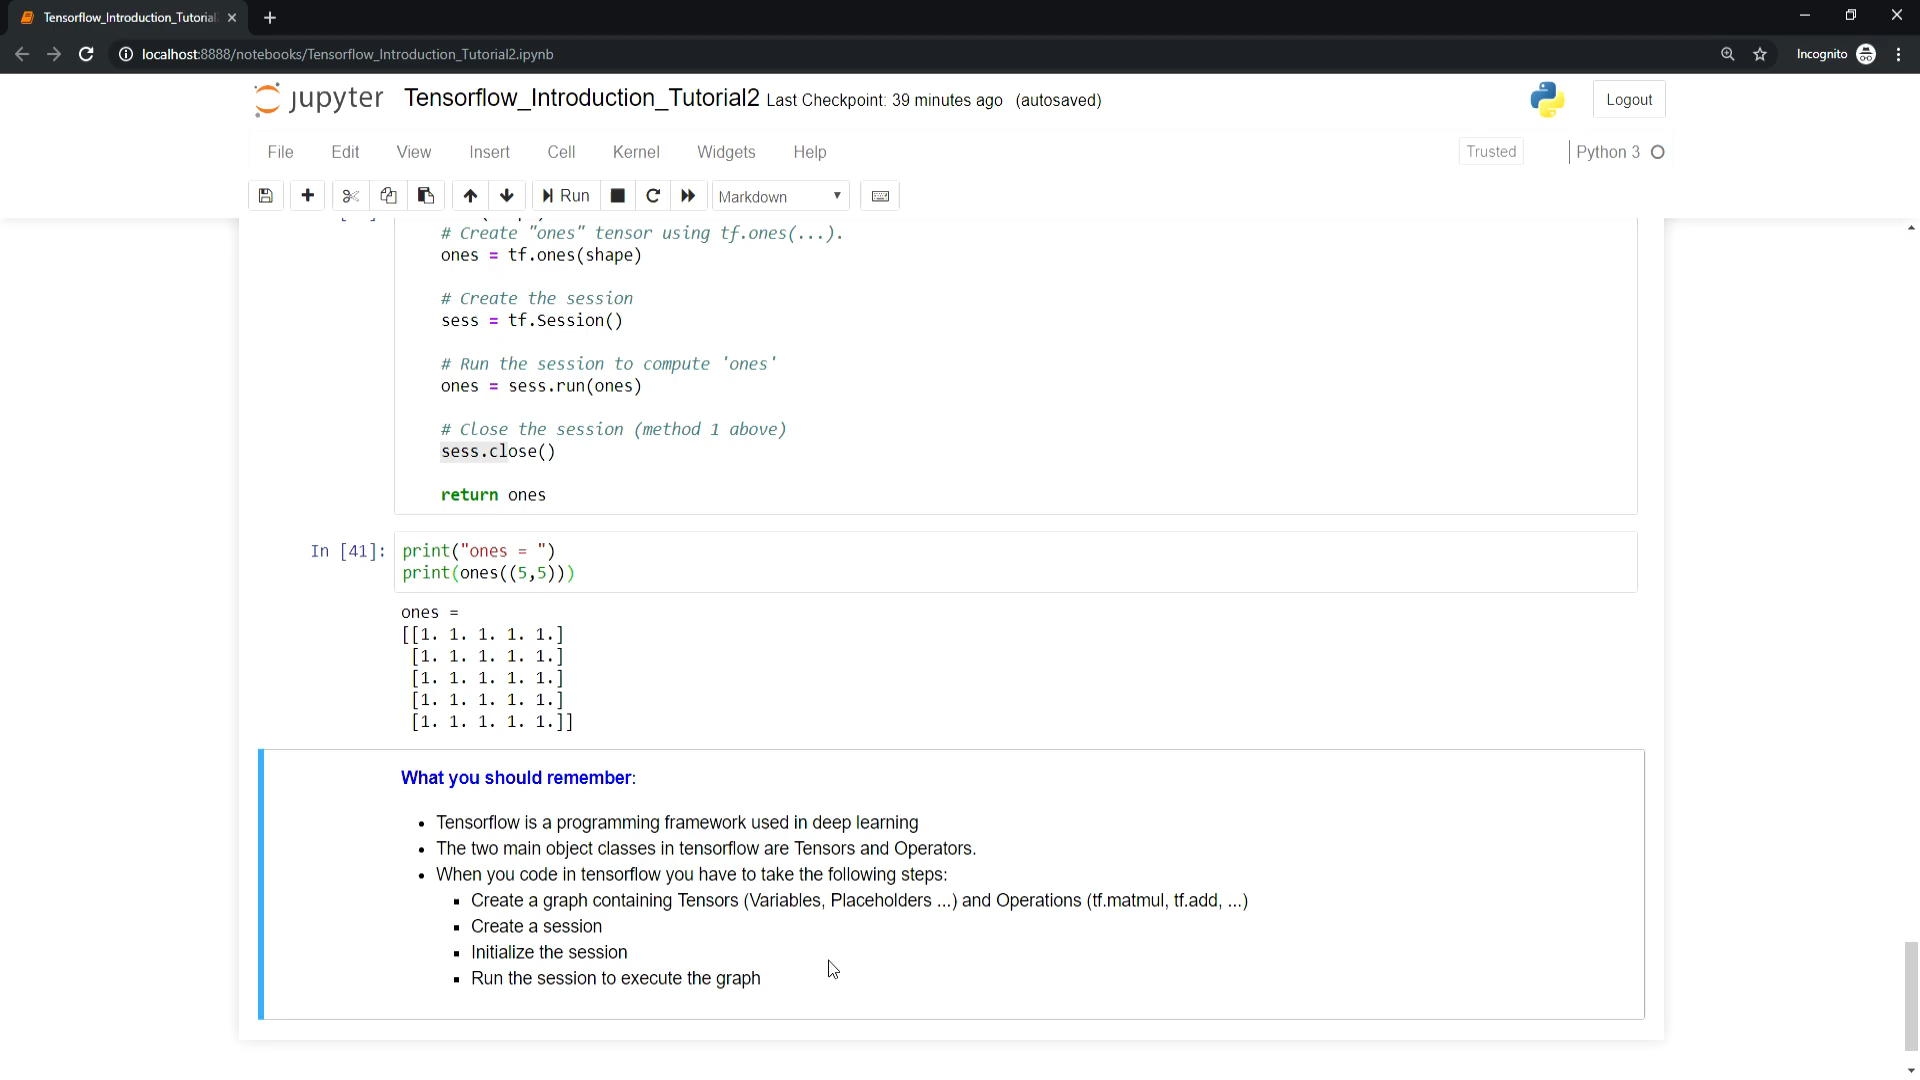 Tensorflow_Introduction_Tutorial
localhost:8888/notebooks/Tensorflow_Introduction_Tutorial2.ipynb
Incognito
jupyter Tensorflow_Introduction_Tutorial2 Last Checkpoint: 39 minutes ago (autosaved)
Logout
File Edit View Insert Cell Kernel Widgets Help
Trusted
Python 3
Run
Markdown
# Create "ones" tensor using tf.ones(...).
ones = tf.ones(shape)
# Create the session
sess = tf.Session()
# Run the session to compute 'ones'
ones = sess.run(ones)
# Close the session (method 1 above)
sess.close()
return ones
In [41]: print("ones = ")
print(ones((5,5)))
ones =
[[1. 1. 1. 1. 1.]
[1. 1. 1. 1. 1.]
[1. 1. 1. 1. 1.]
[1. 1. 1. 1. 1.]
[1. 1. 1. 1. 1.]]
What you should remember:
• Tensorflow is a programming framework used in deep learning
• The two main object classes in tensorflow are Tensors and Operators.
• When you code in tensorflow you have to take the following steps:
▪ Create a graph containing Tensors (Variables, Placeholders ...) and Operations (tf.matmul, tf.add, ...)
▪ Create a session
▪ Initialize the session
▪ Run the session to execute the graph